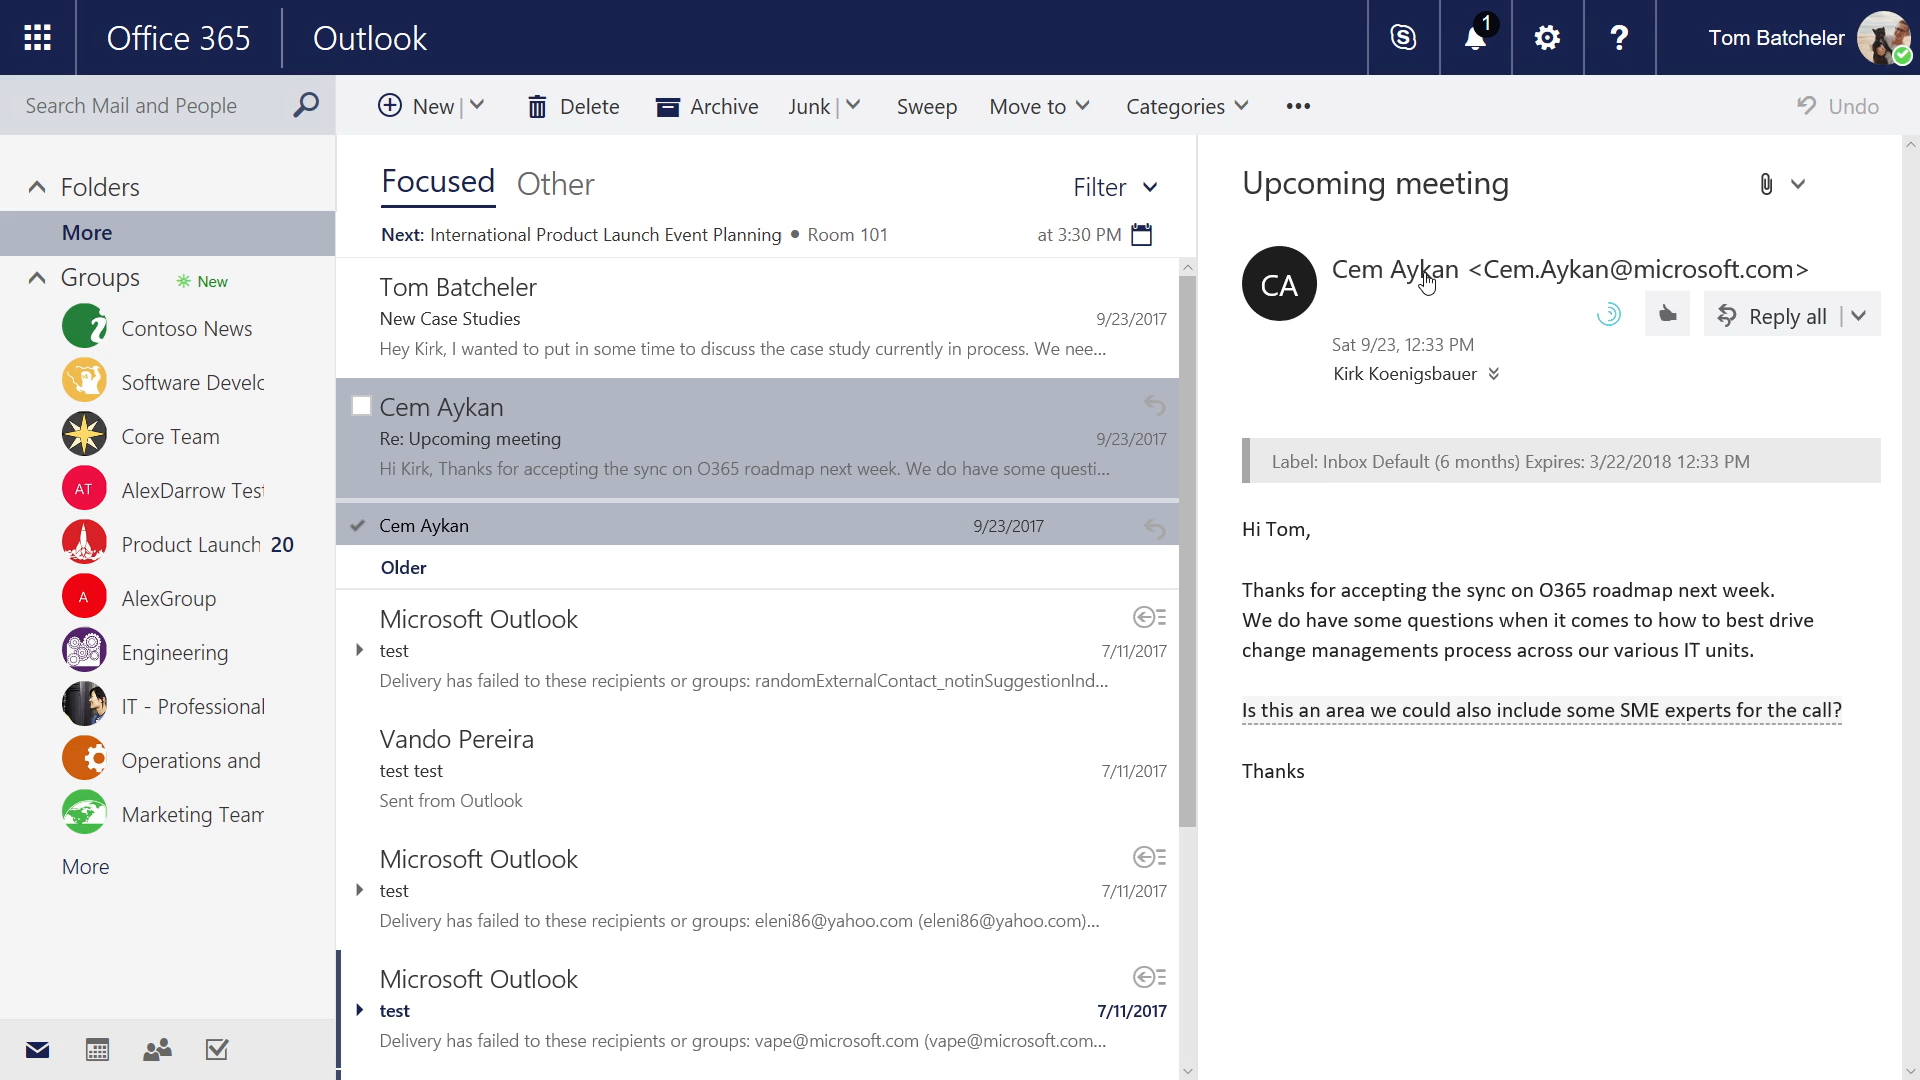 Office 365
Outlook
1
Tom Batcheler
Search Mail and People
New
Delete
Archive
Junk
Sweep
Move to
Categories
Undo
Folders
More
Groups
New
Contoso News
Software Develo
Core Team
AT
AlexDarrow Test
Product Launch 20
A
AlexGroup
Engineering
IT - Professional
Operations and
Marketing Team
More
Focused
Other
Filter
Next: International Product Launch Event Planning • Room 101
at 3:30 PM
Tom Batcheler
New Case Studies
9/23/2017
Hey Kirk, I wanted to put in some time to discuss the case study currently in process. We nee...
Cem Aykan
Re: Upcoming meeting
9/23/2017
Hi Kirk, Thanks for accepting the sync on O365 roadmap next week. We do have some questi...
Cem Aykan
9/23/2017
Older
Microsoft Outlook
test
7/11/2017
Delivery has failed to these recipients or groups: randomExternalContact_notinSuggestionInd...
Vando Pereira
test test
7/11/2017
Sent from Outlook
Microsoft Outlook
test
7/11/2017
Delivery has failed to these recipients or groups: eleni86@yahoo.com (eleni86@yahoo.com)...
Microsoft Outlook
test
7/11/2017
Delivery has failed to these recipients or groups: vape@microsoft.com (vape@microsoft.com...
Upcoming meeting
CA
Cem Aykan <Cem.Aykan@microsoft.com>
Reply all
Sat 9/23, 12:33 PM
Kirk Koenigsbauer
Label: Inbox Default (6 months) Expires: 3/22/2018 12:33 PM
Hi Tom,
Thanks for accepting the sync on O365 roadmap next week.
We do have some questions when it comes to how to best drive
change managements process across our various IT units.
Is this an area we could also include some SME experts for the call?
Thanks